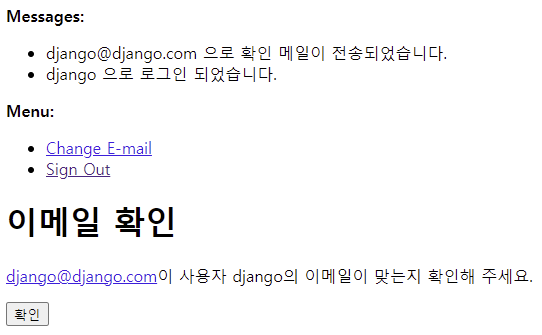 Messages:
django@django.com 으로 확인 메일이 전송되었습니다.
django 으로 로그인 되었습니다.
Menu:
Change E-mail
Sign Out
이메일 확인
django@django.com이 사용자 django의 이메일이 맞는지 확인해 주세요.
확인